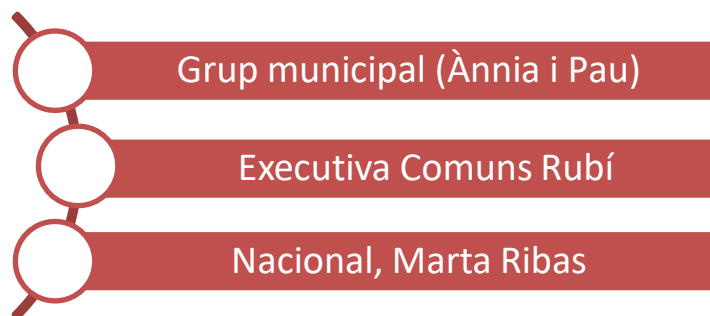 Grup municipal (Ànnia i Pau)
Executiva Comuns Rubí
Nacional, Marta Ribas